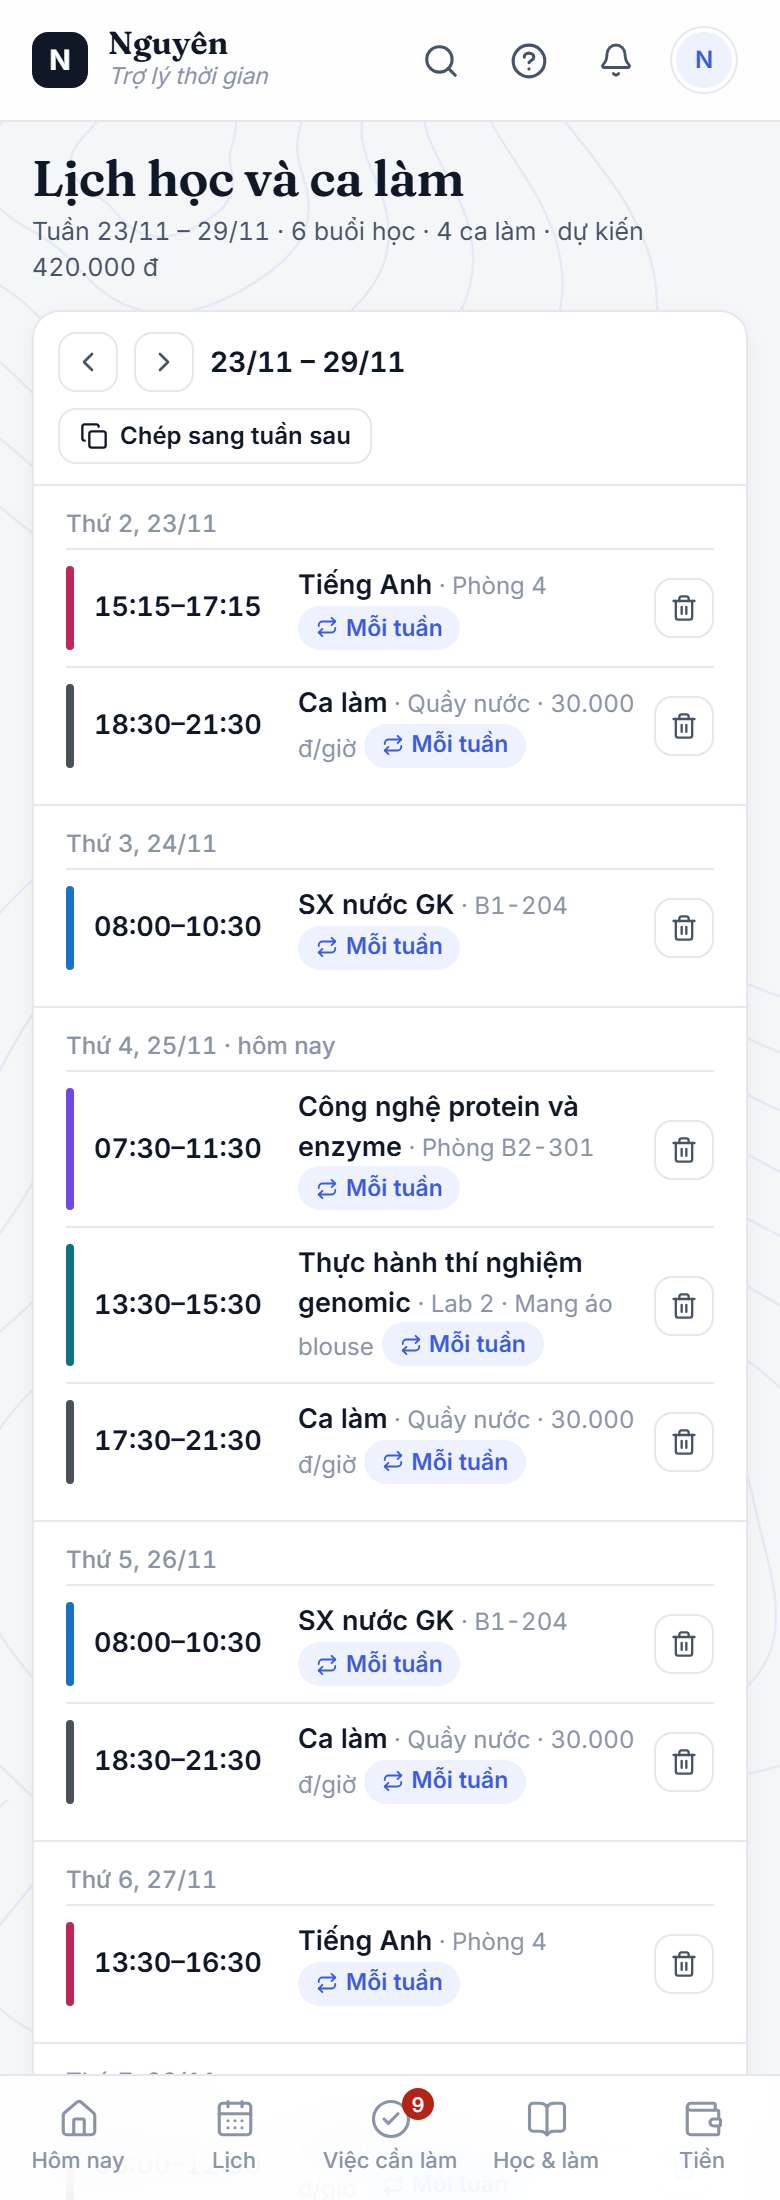 N
Nguyên
Trợ lý thời gian
N
Lịch học và ca làm
Tuần 23/11 – 29/11 · 6 buổi học · 4 ca làm · dự kiến
420.000 đ
23/11 – 29/11
Chép sang tuần sau
Thứ 2, 23/11
15:15–17:15
Tiếng Anh · Phòng 4
Mỗi tuần
18:30–21:30
Ca làm · Quầy nước · 30.000
đ/giờ Mỗi tuần
Thứ 3, 24/11
08:00–10:30
SX nước GK · B1-204
Mỗi tuần
Thứ 4, 25/11 · hôm nay
07:30–11:30
Công nghệ protein và
enzyme · Phòng B2-301
Mỗi tuần
13:30–15:30
Thực hành thí nghiệm
genomic · Lab 2 · Mang áo
blouse Mỗi tuần
17:30–21:30
Ca làm · Quầy nước · 30.000
đ/giờ Mỗi tuần
Thứ 5, 26/11
08:00–10:30
SX nước GK · B1-204
Mỗi tuần
18:30–21:30
Ca làm · Quầy nước · 30.000
đ/giờ Mỗi tuần
Thứ 6, 27/11
13:30–16:30
Tiếng Anh · Phòng 4
Mỗi tuần
9
Hôm nay
Lịch
Việc cần làm
Học & làm
Tiền